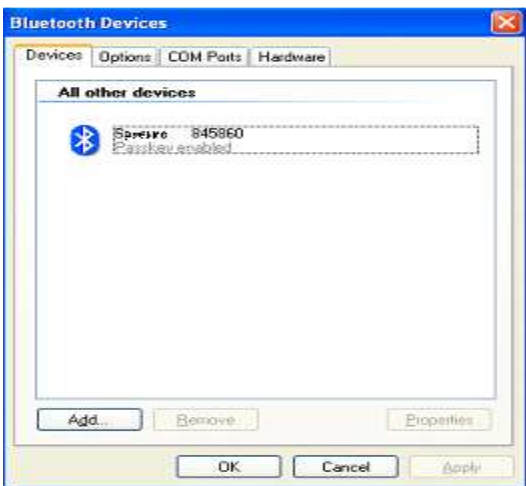 Bluetooth Devices
Devices Options COM Ports Hardware
All other devices
845860
Passkey enabled
Add... Remove Properties
OK Cancel Apply